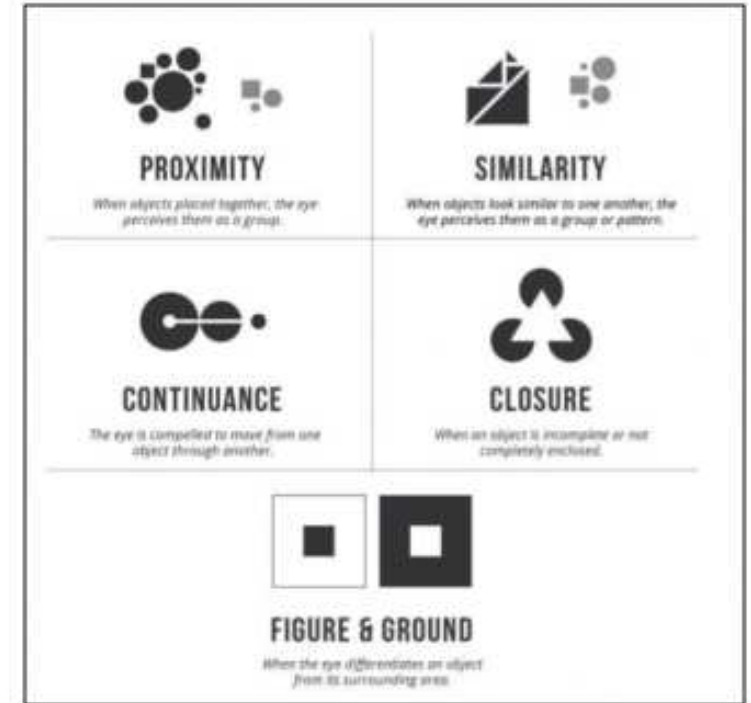 PROXIMITY
When objects placed together, the eye
perceives them as a group.
SIMILARITY
When objects look similar to one another, the
eye perceives them as a group or pattern.
CONTINUANCE
The eye is compelled to move from one
object through another.
CLOSURE
When an object is incomplete or not
completely enclosed.
FIGURE & GROUND
When the eye differentiates an object
from its surrounding area.